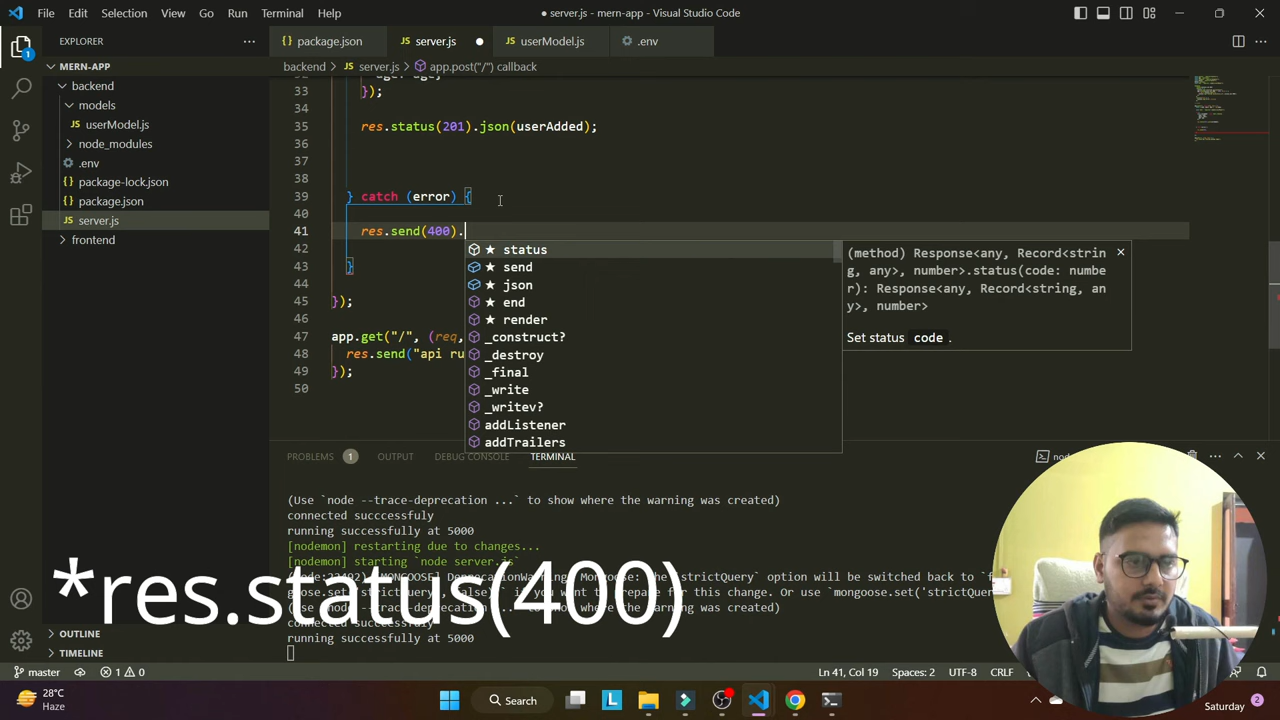 File Edit Selection View Go Run Terminal Help
● server.js - mern-app - Visual Studio Code
EXPLORER
package.json
server.js
userModel.js
.env
MERN-APP
backend
models
userModel.js
node_modules
.env
package-lock.json
package.json
server.js
frontend
backend > server.js > app.post("/") callback
33 });
34
35 res.status(201).json(userAdded);
36
37
38
39 } catch (error) {
40
41 res.send(400).
42
43 }
44
45 });
46
47 app.get("/", (req,
48 res.send("api ru
49 });
50
status
send
json
end
render
_construct?
_destroy
_final
_write
_writev?
addListener
addTrailers
(method) Response<any, Record<strin
g, any>, number>.status(code: numbe
r): Response<any, Record<string, an
y>, number>
Set status code .
PROBLEMS 1 OUTPUT DEBUG CONSOLE TERMINAL
(Use `node --trace-deprecation ...` to show where the warning was created)
connected succcessfuly
running successfully at 5000
[nodemon] restarting due to changes...
[nodemon] starting `node server.js`
running successfully at 5000
*res.status(400)
OUTLINE
TIMELINE
master 1 0
Ln 41, Col 19 Spaces: 2 UTF-8 CRLF
28°C
Haze
Search
Saturday 2